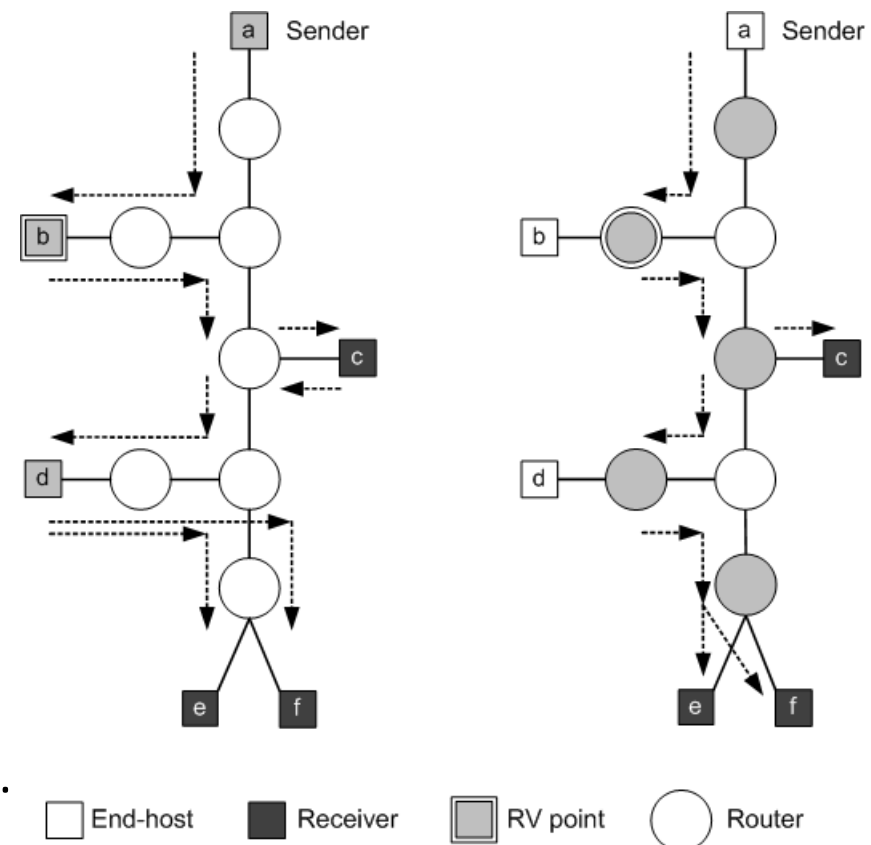 a Sender a Sender
b b
c c
d d
e f e f
End-host Receiver RV point Router